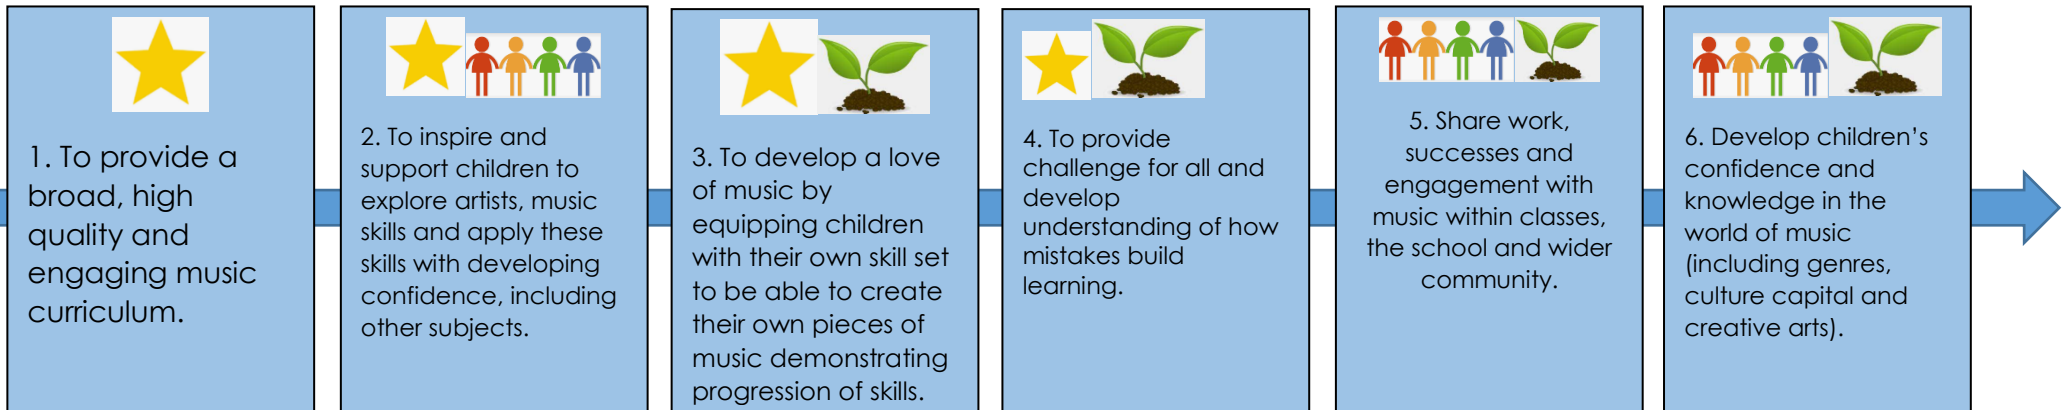 1. To provide a
broad, high
quality and
engaging music
curriculum.
2. To inspire and
support children to
explore artists, music
skills and apply these
skills with developing
confidence, including
other subjects.
3. To develop a love
of music by
equipping children
with their own skill set
to be able to create
their own pieces of
music demonstrating
progression of skills.
4. To provide
challenge for all and
develop
understanding of how
mistakes build
learning.
5. Share work,
successes and
engagement with
music within classes,
the school and wider
community.
6. Develop children’s
confidence and
knowledge in the
world of music
(including genres,
culture capital and
creative arts).